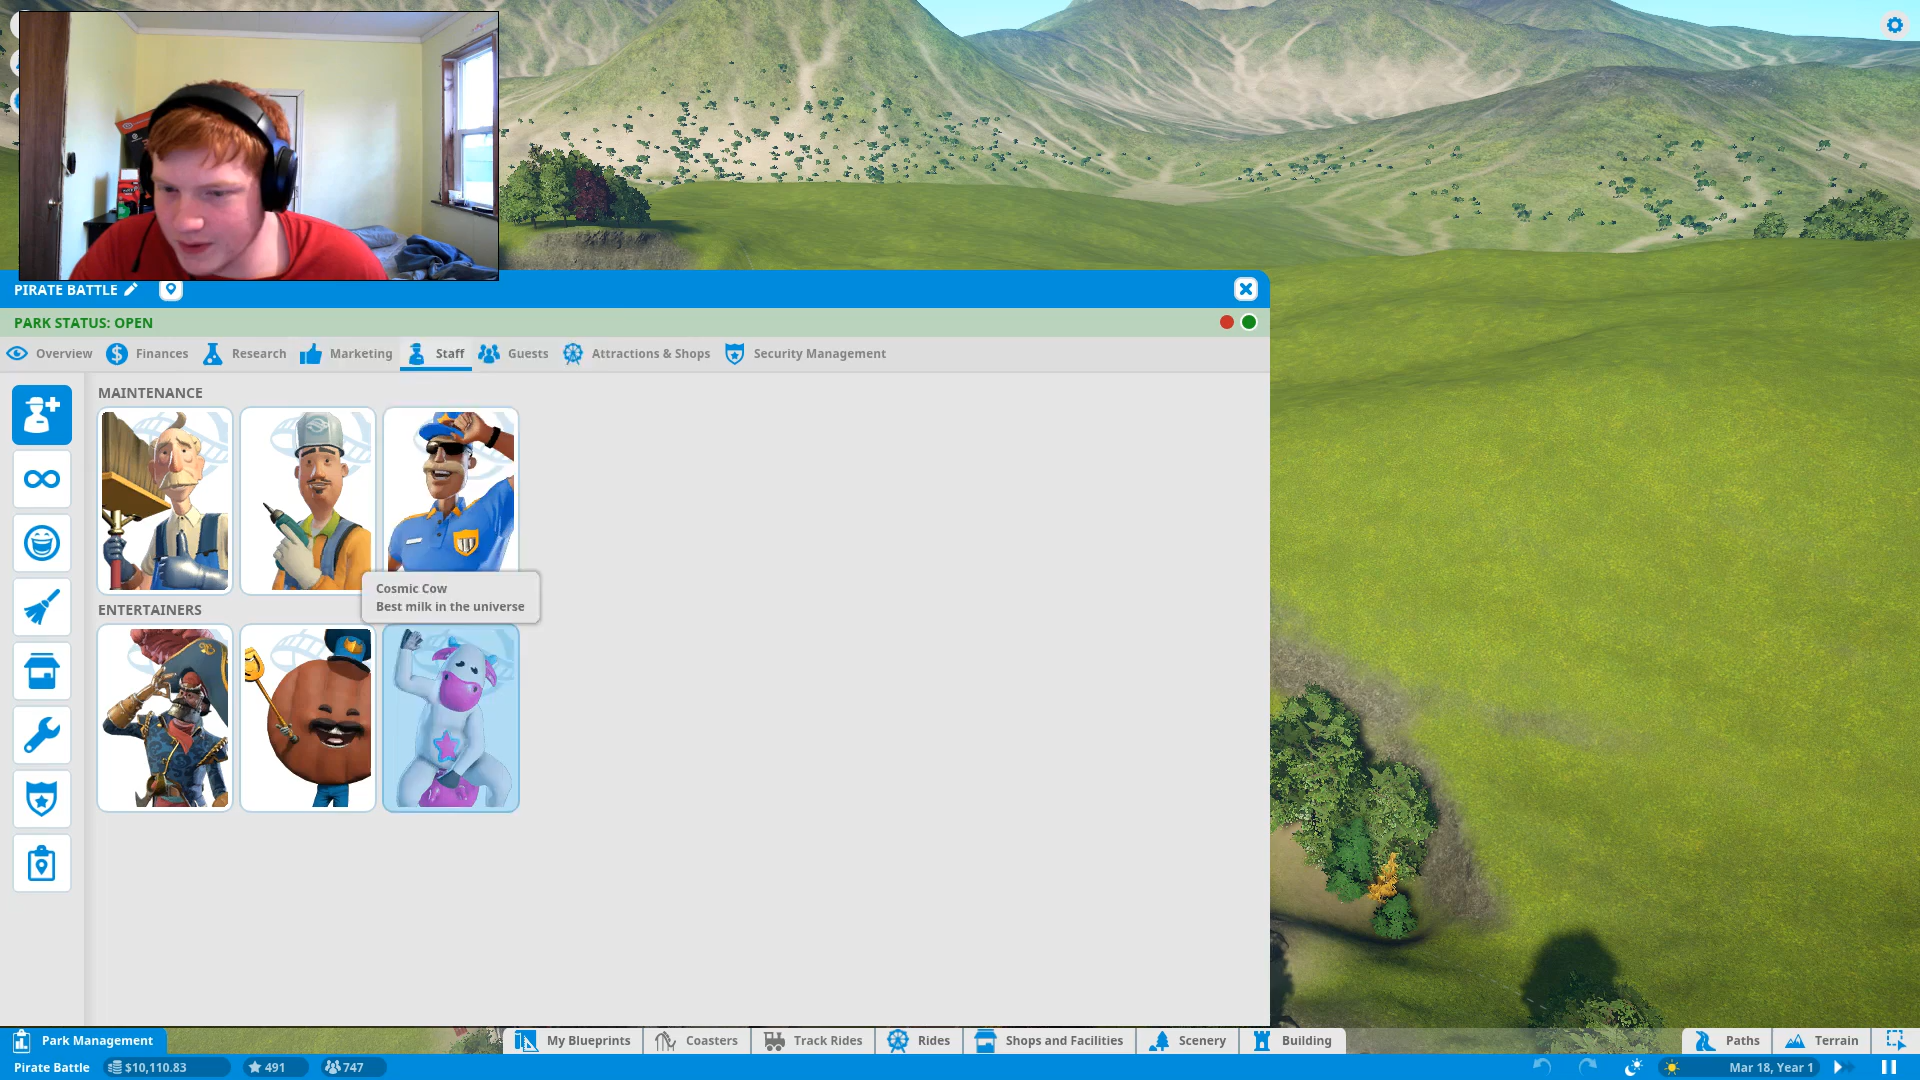 PIRATE BATTLE
PARK STATUS: OPEN
Overview Finances Research Marketing Staff Guests Attractions & Shops Security Management
MAINTENANCE
Cosmic Cow
Best milk in the universe
ENTERTAINERS
Park Management My Blueprints Coasters Track Rides Rides Shops and Facilities Scenery Building Paths Terrain
Pirate Battle $10,110.83 491 747 Mar 18, Year 1